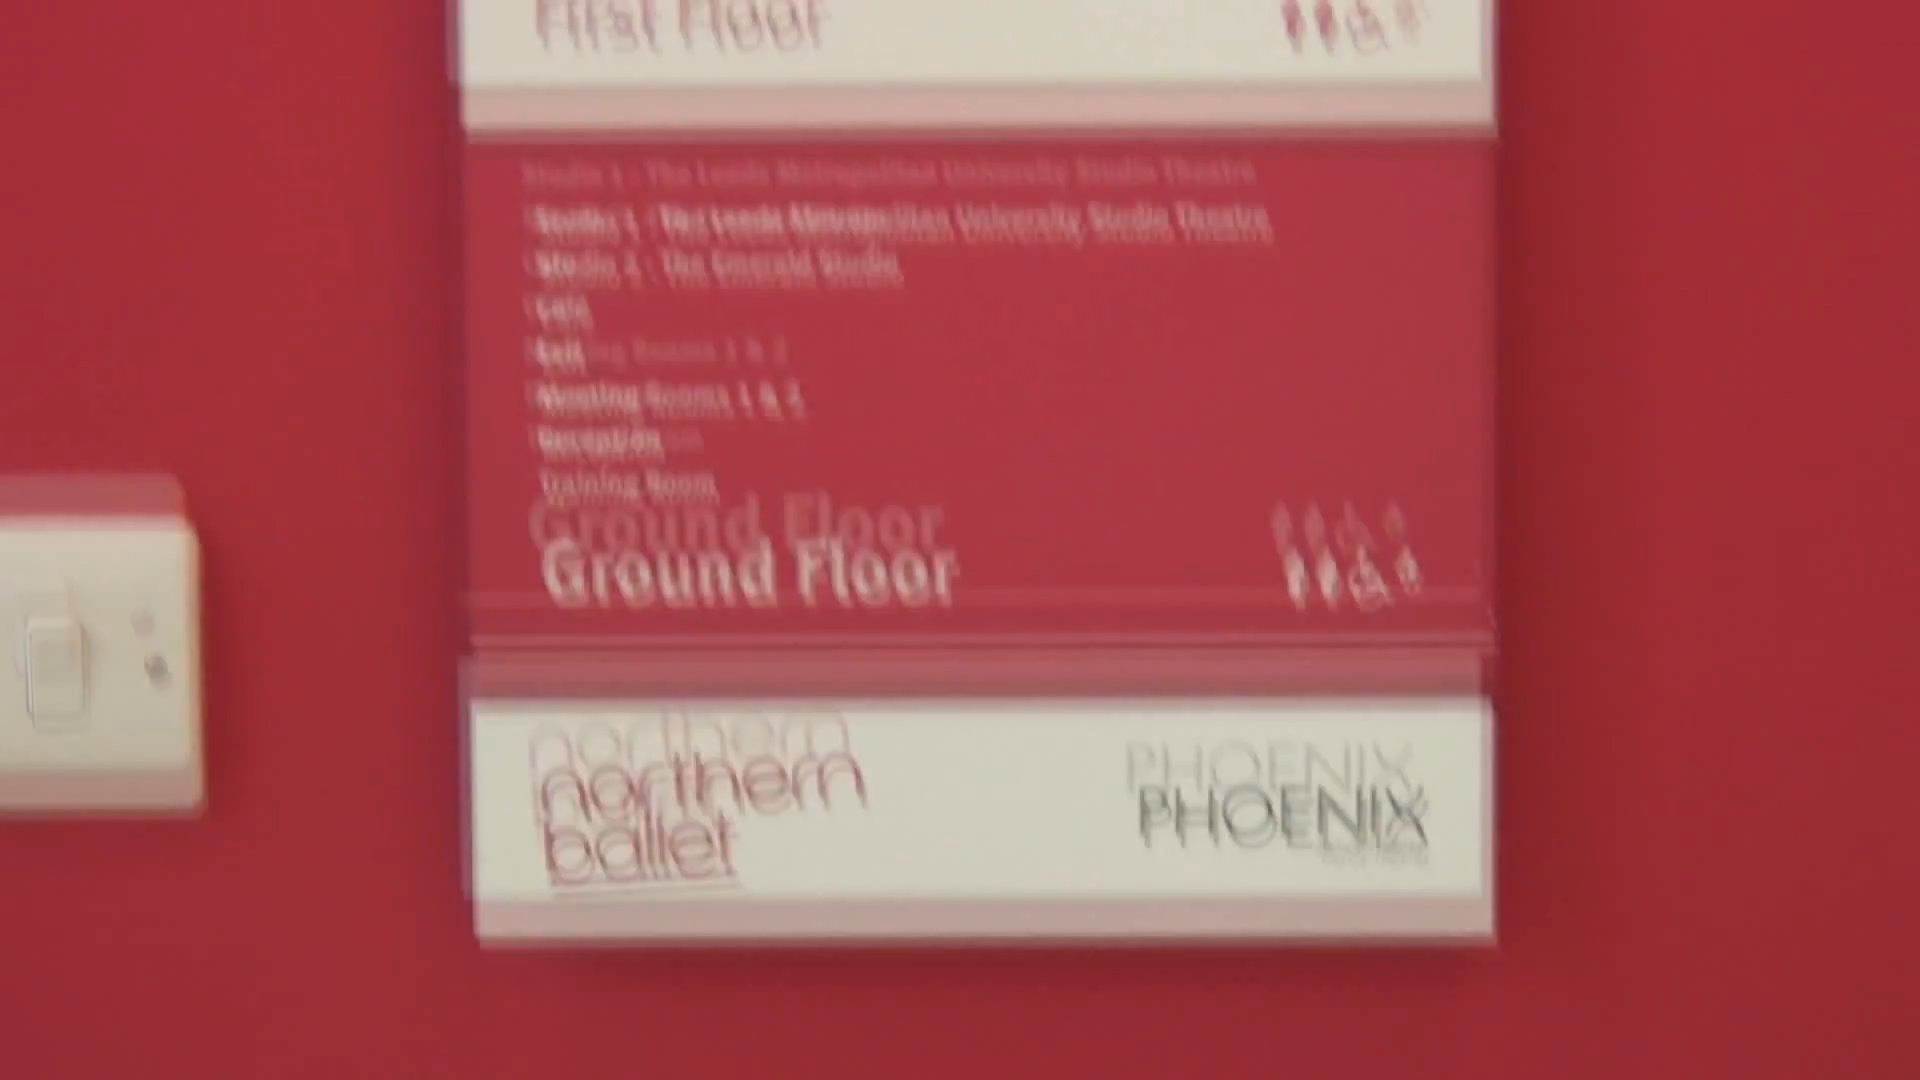 First Floor
Studio 1 - The Leeds Metropolitan University Studio Theatre
Studio 2 - The Emerald Studio
Café
Exit
Meeting Rooms 1 & 2
Reception
Training Room
Ground Floor
northern
ballet
PHOENIX